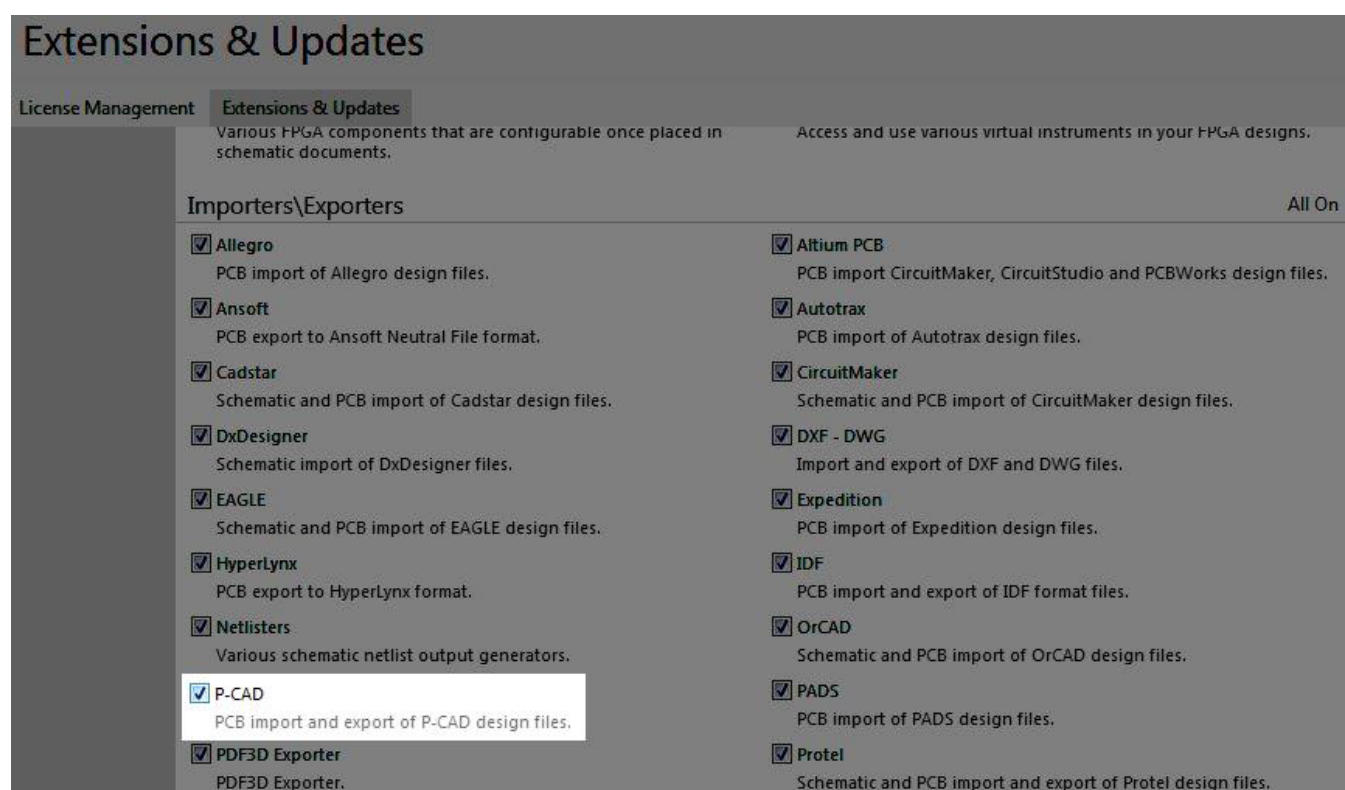 Extensions & Updates
License Management Extensions & Updates
Various FPGA components that are configurable once placed in
schematic documents.
Access and use various virtual instruments in your FPGA designs.
Importers\Exporters All On
Allegro
PCB import of Allegro design files.
Altium PCB
PCB import CircuitMaker, CircuitStudio and PCBWorks design files.
Ansoft
PCB export to Ansoft Neutral File format.
Autotrax
PCB import of Autotrax design files.
Cadstar
Schematic and PCB import of Cadstar design files.
CircuitMaker
Schematic and PCB import of CircuitMaker design files.
DxDesigner
Schematic import of DxDesigner files.
DXF - DWG
Import and export of DXF and DWG files.
EAGLE
Schematic and PCB import of EAGLE design files.
Expedition
PCB import of Expedition design files.
HyperLynx
PCB export to HyperLynx format.
IDF
PCB import and export of IDF format files.
Netlisters
Various schematic netlist output generators.
OrCAD
Schematic and PCB import of OrCAD design files.
P-CAD
PCB import and export of P-CAD design files.
PADS
PCB import of PADS design files.
PDF3D Exporter
PDF3D Exporter.
Protel
Schematic and PCB import and export of Protel design files.